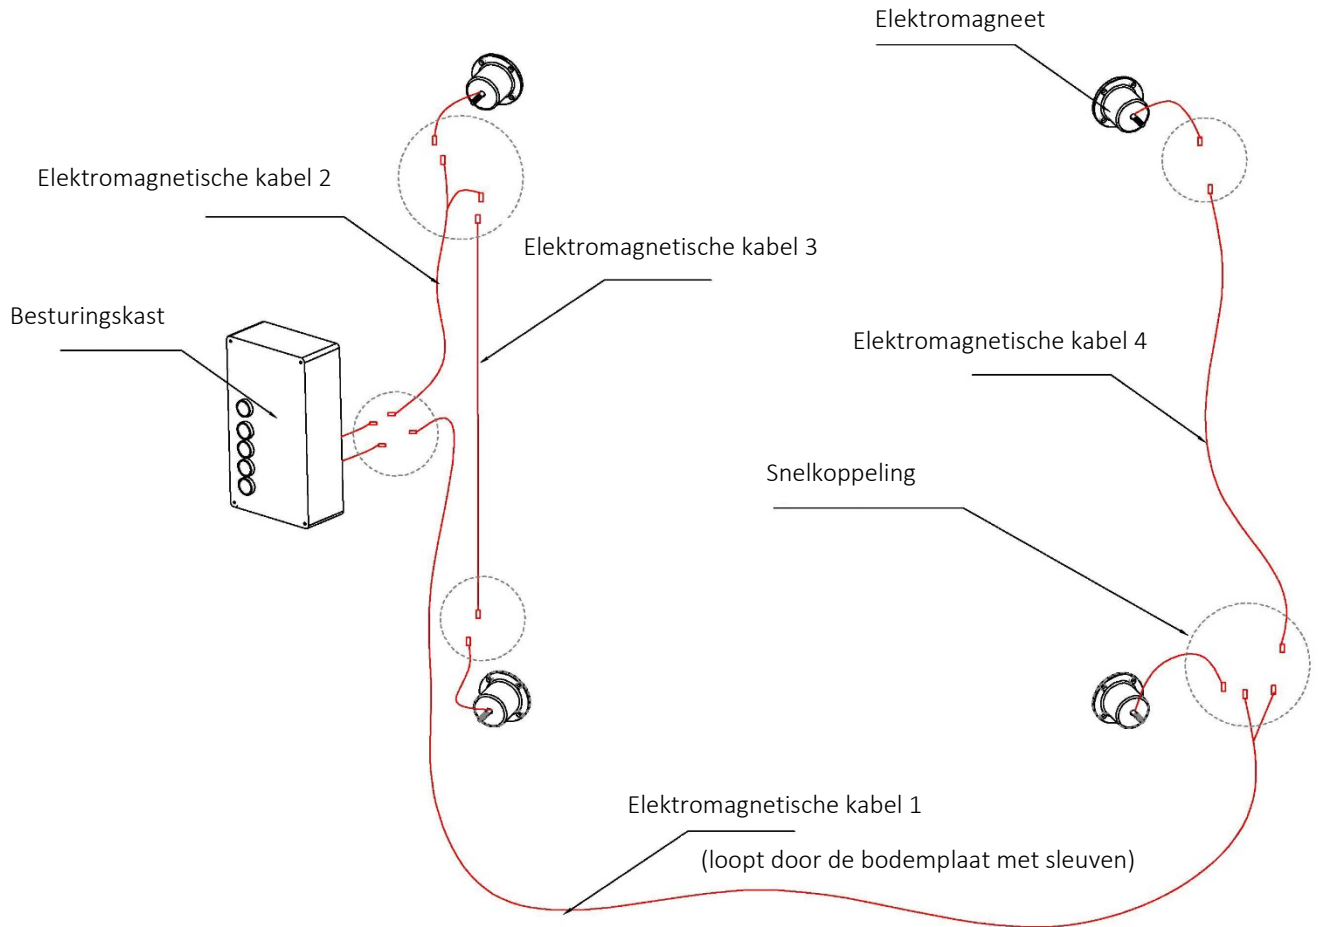 Elektromagneet
Elektromagnetische kabel 2
Elektromagnetische kabel 3
Besturingskast
Elektromagnetische kabel 4
Snelkoppeling
Elektromagnetische kabel 1
(loopt door de bodemplaat met sleuven)